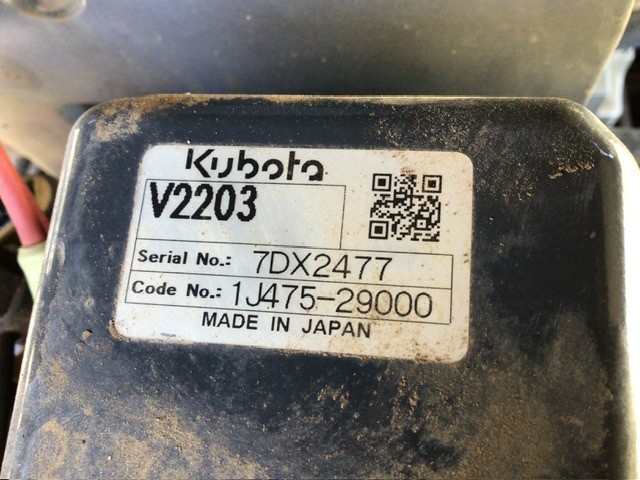 Kubota
V2203
Serial No.: 7DX2477
Code No.: 1J475-29000
MADE IN JAPAN